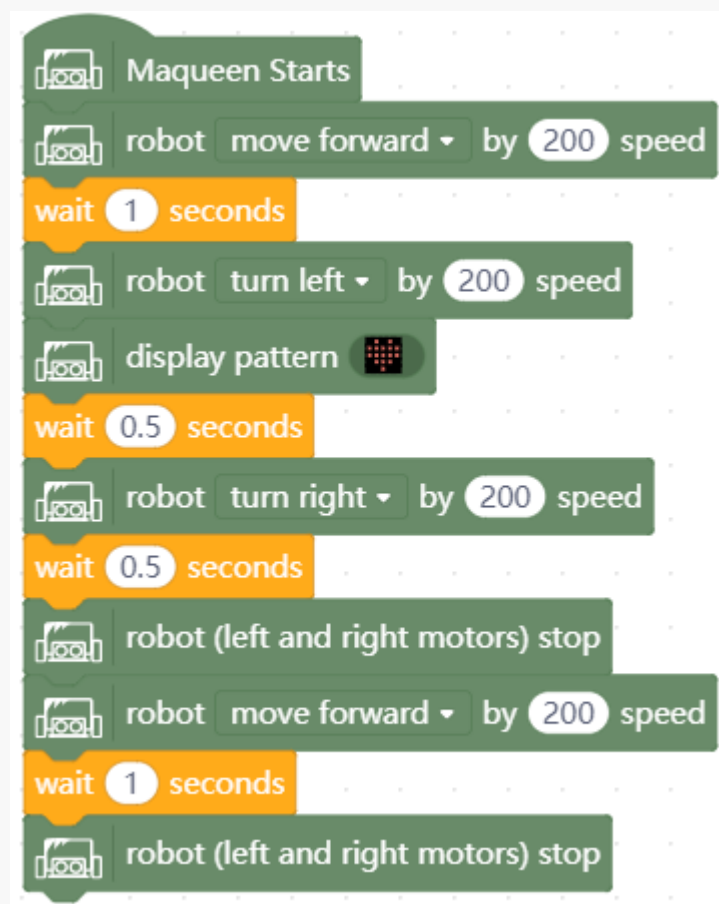 Maqueen Starts
robot move forward by 200 speed
wait 1 seconds
robot turn left by 200 speed
display pattern
wait 0.5 seconds
robot turn right by 200 speed
wait 0.5 seconds
robot (left and right motors) stop
robot move forward by 200 speed
wait 1 seconds
robot (left and right motors) stop